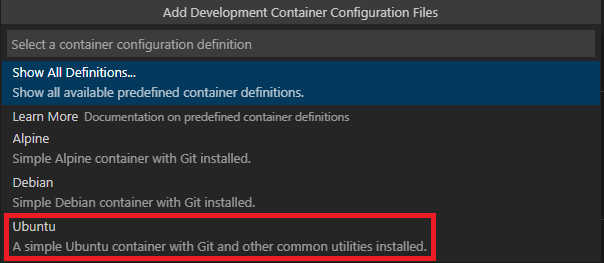 Add Development Container Configuration Files
Select a container configuration definition
Show All Definitions...
Show all available predefined container definitions.
Learn More Documentation on predefined container definitions
Alpine
Simple Alpine container with Git installed.
Debian
Simple Debian container with Git installed.
Ubuntu
A simple Ubuntu container with Git and other common utilities installed.